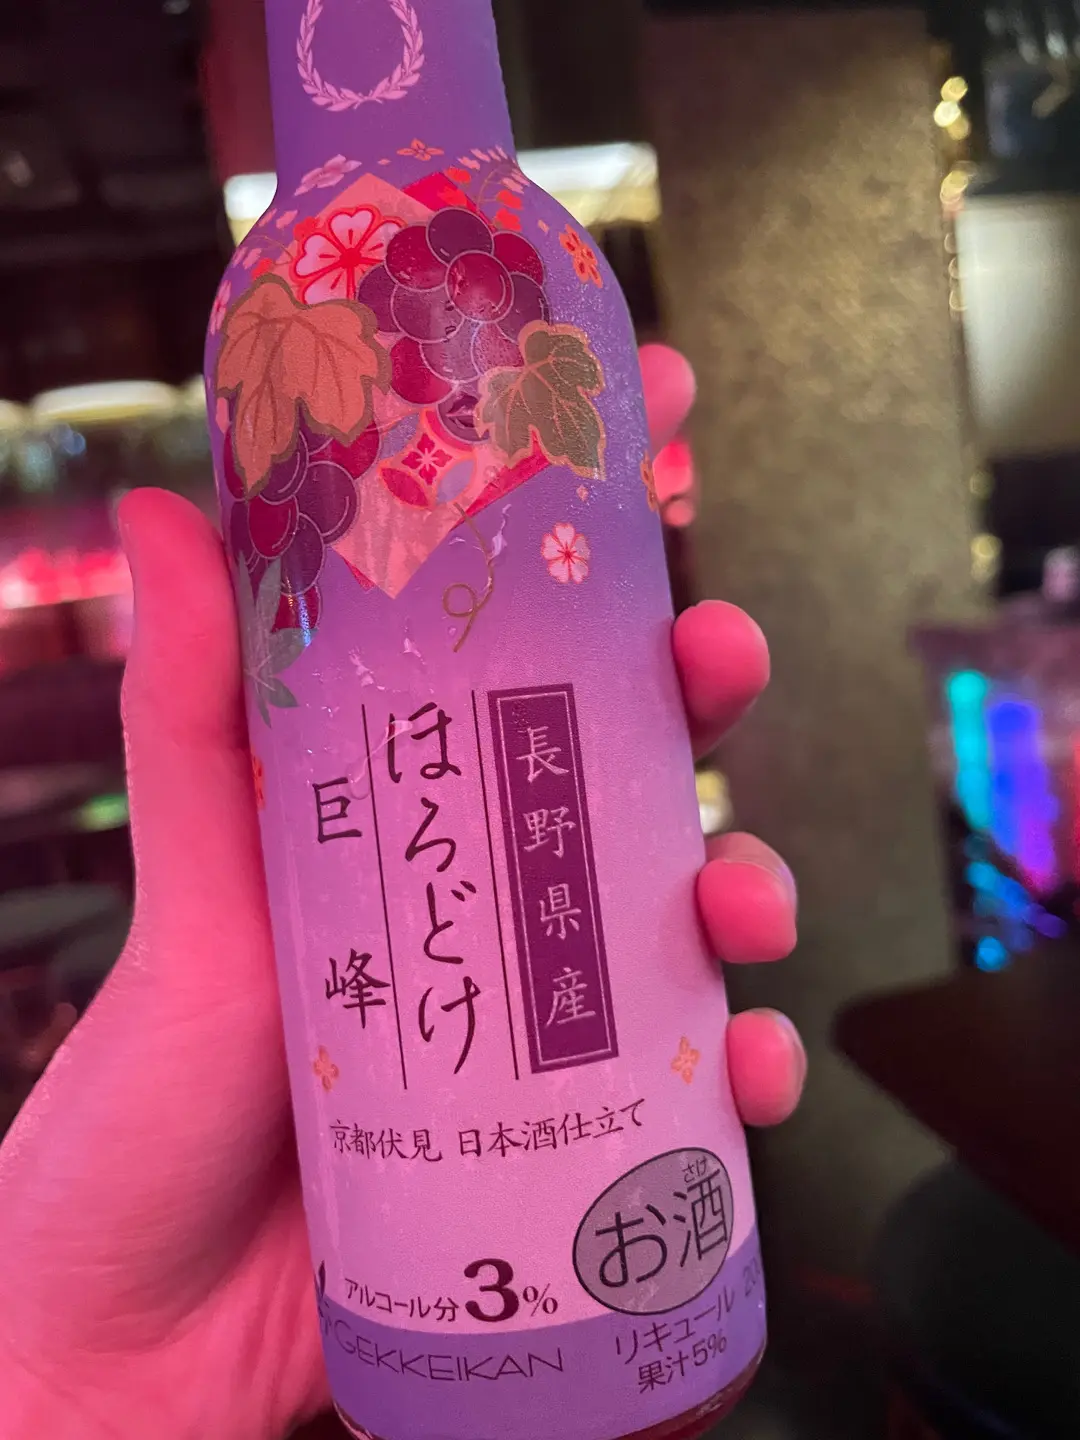 長野県産
ほろどけ
巨峰
京都伏見 日本酒仕立て
さけ
お酒
アルコール分3%
GEKKEIKAN
リキュール
果汁5%